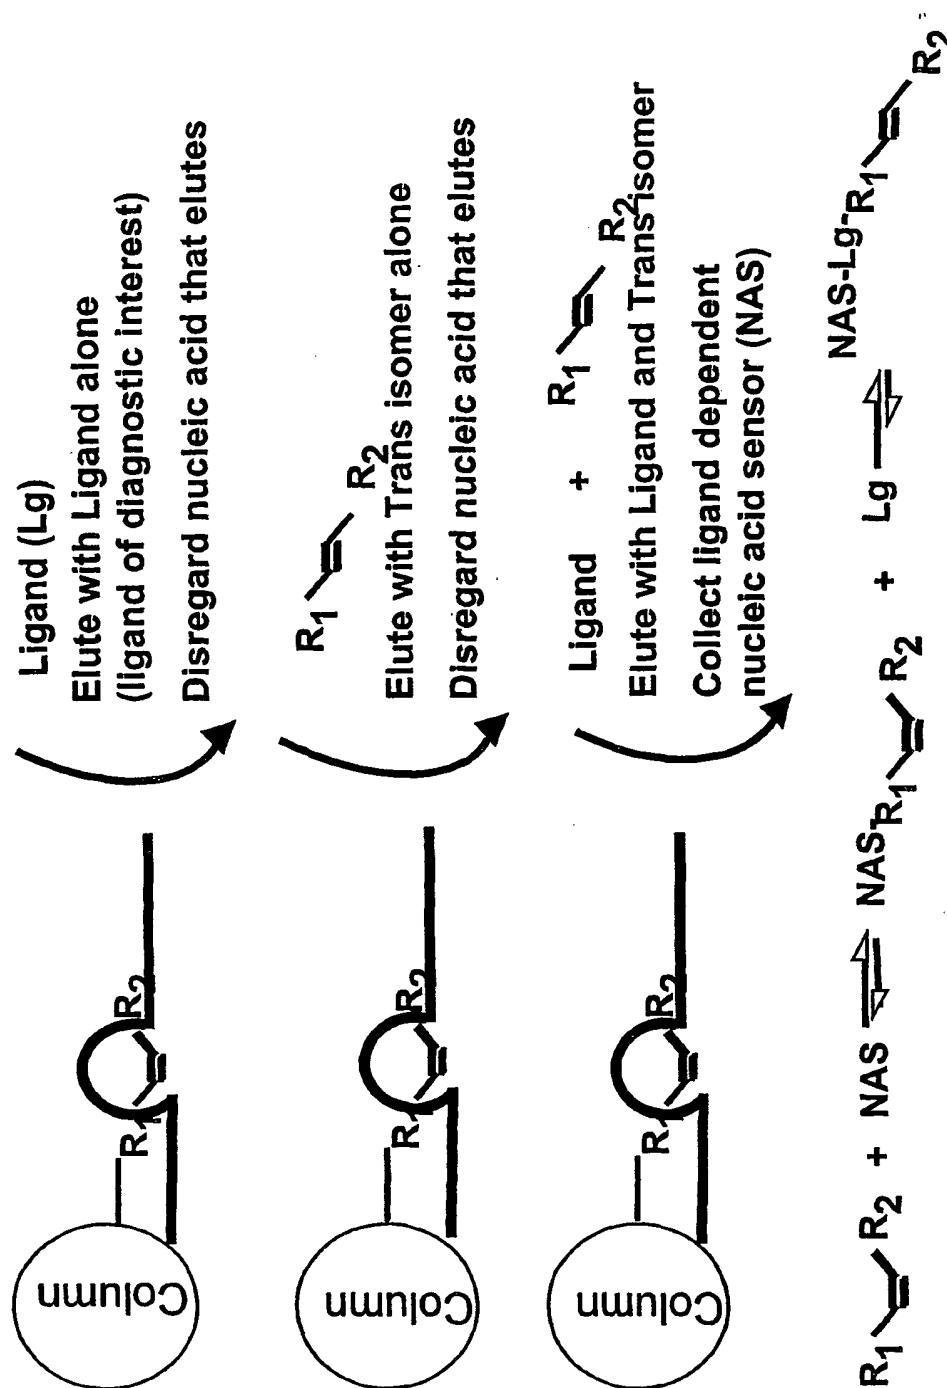 Column
R1
R2
Ligand (Lg)
Elute with Ligand alone
(ligand of diagnostic interest)
Disregard nucleic acid that elutes
Column
R1
R2
R1
R2
Elute with Trans isomer alone
Disregard nucleic acid that elutes
Column
R1
R2
Ligand + R1
R2
Elute with Ligand and Trans isomer
Collect ligand dependent
nucleic acid sensor (NAS)
R1 R2 + NAS NAS-R1 R2 + Lg NAS-Lg-R1 R2